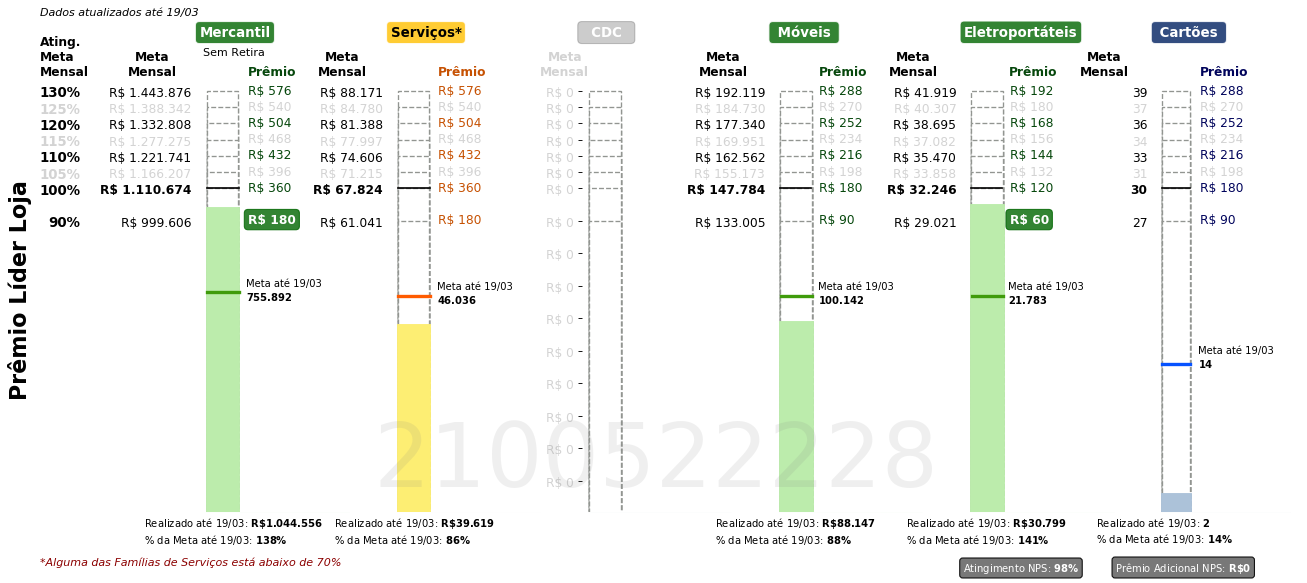 Dados atualizados até 19/03
Mercantil Serviços* CDC Móveis Eletroportáteis Cartões
Sem Retira
Ating. Meta Mensal
Meta Mensal Prêmio Meta Mensal Prêmio Meta Mensal Meta Mensal Prêmio Meta Mensal Prêmio Meta Mensal Prêmio
130% R$ 1.443.876 R$ 576 R$ 88.171 R$ 576 R$ 0 R$ 192.119 R$ 288 R$ 41.919 R$ 192 39 R$ 288
125% R$ 1.388.342 R$ 540 R$ 84.780 R$ 540 R$ 0 R$ 184.730 R$ 270 R$ 40.307 R$ 180 37 R$ 270
120% R$ 1.332.808 R$ 504 R$ 81.388 R$ 504 R$ 0 R$ 177.340 R$ 252 R$ 38.695 R$ 168 36 R$ 252
115% R$ 1.277.275 R$ 468 R$ 77.997 R$ 468 R$ 0 R$ 169.951 R$ 234 R$ 37.082 R$ 156 34 R$ 234
110% R$ 1.221.741 R$ 432 R$ 74.606 R$ 432 R$ 0 R$ 162.562 R$ 216 R$ 35.470 R$ 144 33 R$ 216
105% R$ 1.166.207 R$ 396 R$ 71.215 R$ 396 R$ 0 R$ 155.173 R$ 198 R$ 33.858 R$ 132 31 R$ 198
100% R$ 1.110.674 R$ 360 R$ 67.824 R$ 360 R$ 0 R$ 147.784 R$ 180 R$ 32.246 R$ 120 30 R$ 180
90% R$ 999.606 R$ 180 R$ 61.041 R$ 180 R$ 0 R$ 133.005 R$ 90 R$ 29.021 R$ 60 27 R$ 90
R$ 0
R$ 0
R$ 0
R$ 0
R$ 0
R$ 0
R$ 0
R$ 0
Prêmio Líder Loja
Meta até 19/03
755.892
Meta até 19/03
46.036
Meta até 19/03
100.142
Meta até 19/03
21.783
Meta até 19/03
14
2100522228
Realizado até 19/03: R$1.044.556 Realizado até 19/03: R$39.619 Realizado até 19/03: R$88.147 Realizado até 19/03: R$30.799 Realizado até 19/03: 2
% da Meta até 19/03: 138% % da Meta até 19/03: 86% % da Meta até 19/03: 88% % da Meta até 19/03: 141% % da Meta até 19/03: 14%
*Alguma das Famílias de Serviços está abaixo de 70%
Atingimento NPS: 98% Prêmio Adicional NPS: R$0